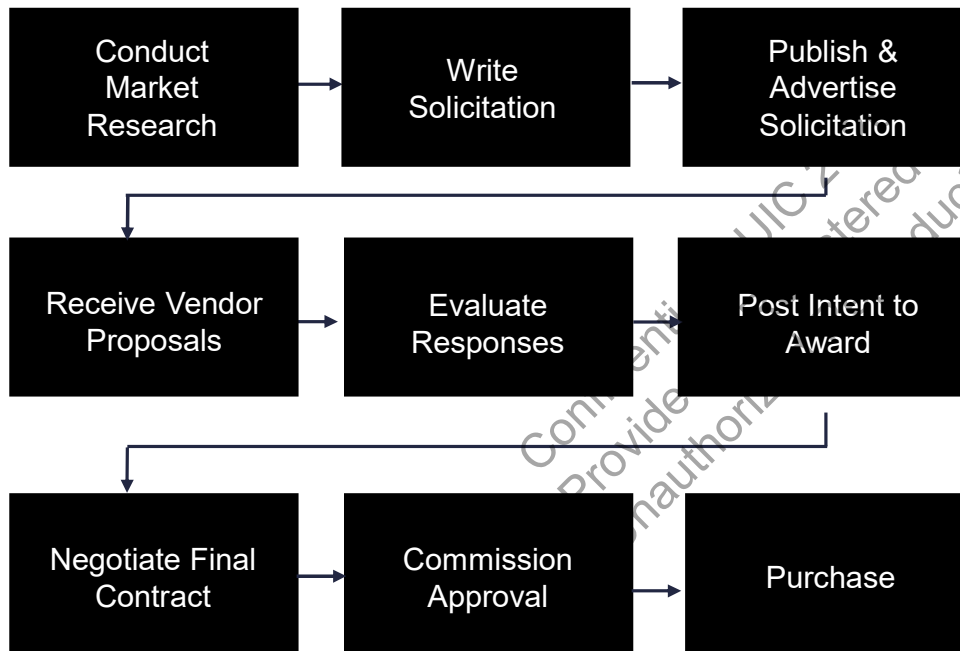 Conduct
Market
Research
Write
Solicitation
Publish &
Advertise
Solicitation
Receive Vendor
Proposals
Evaluate
Responses
Post Intent to
Award
Negotiate Final
Contract
Commission
Approval
Purchase